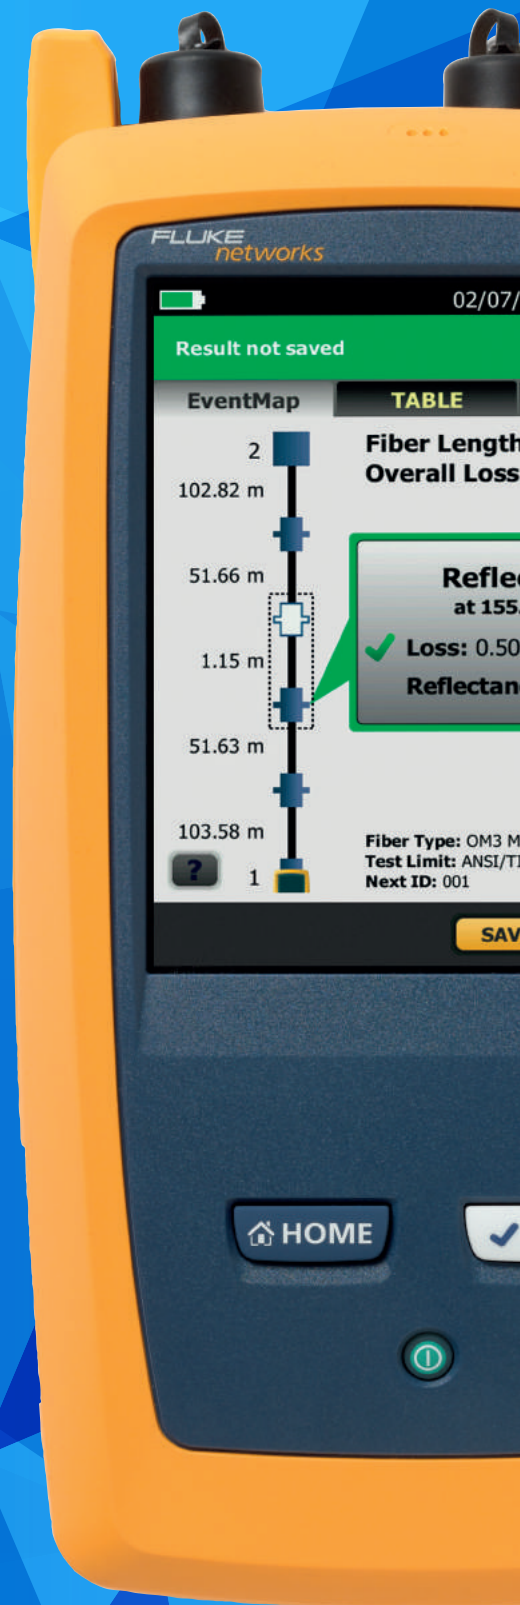 FLUKE
networks
02/07/
Result not saved
EventMap
TABLE
2
102.82 m
51.66 m
1.15 m
51.63 m
103.58 m
1
?
Fiber Length
Overall Loss
Reflec
at 155.
Loss: 0.50
Reflectan
Fiber Type: OM3 M
Test Limit: ANSI/TI
Next ID: 001
SAV
HOME